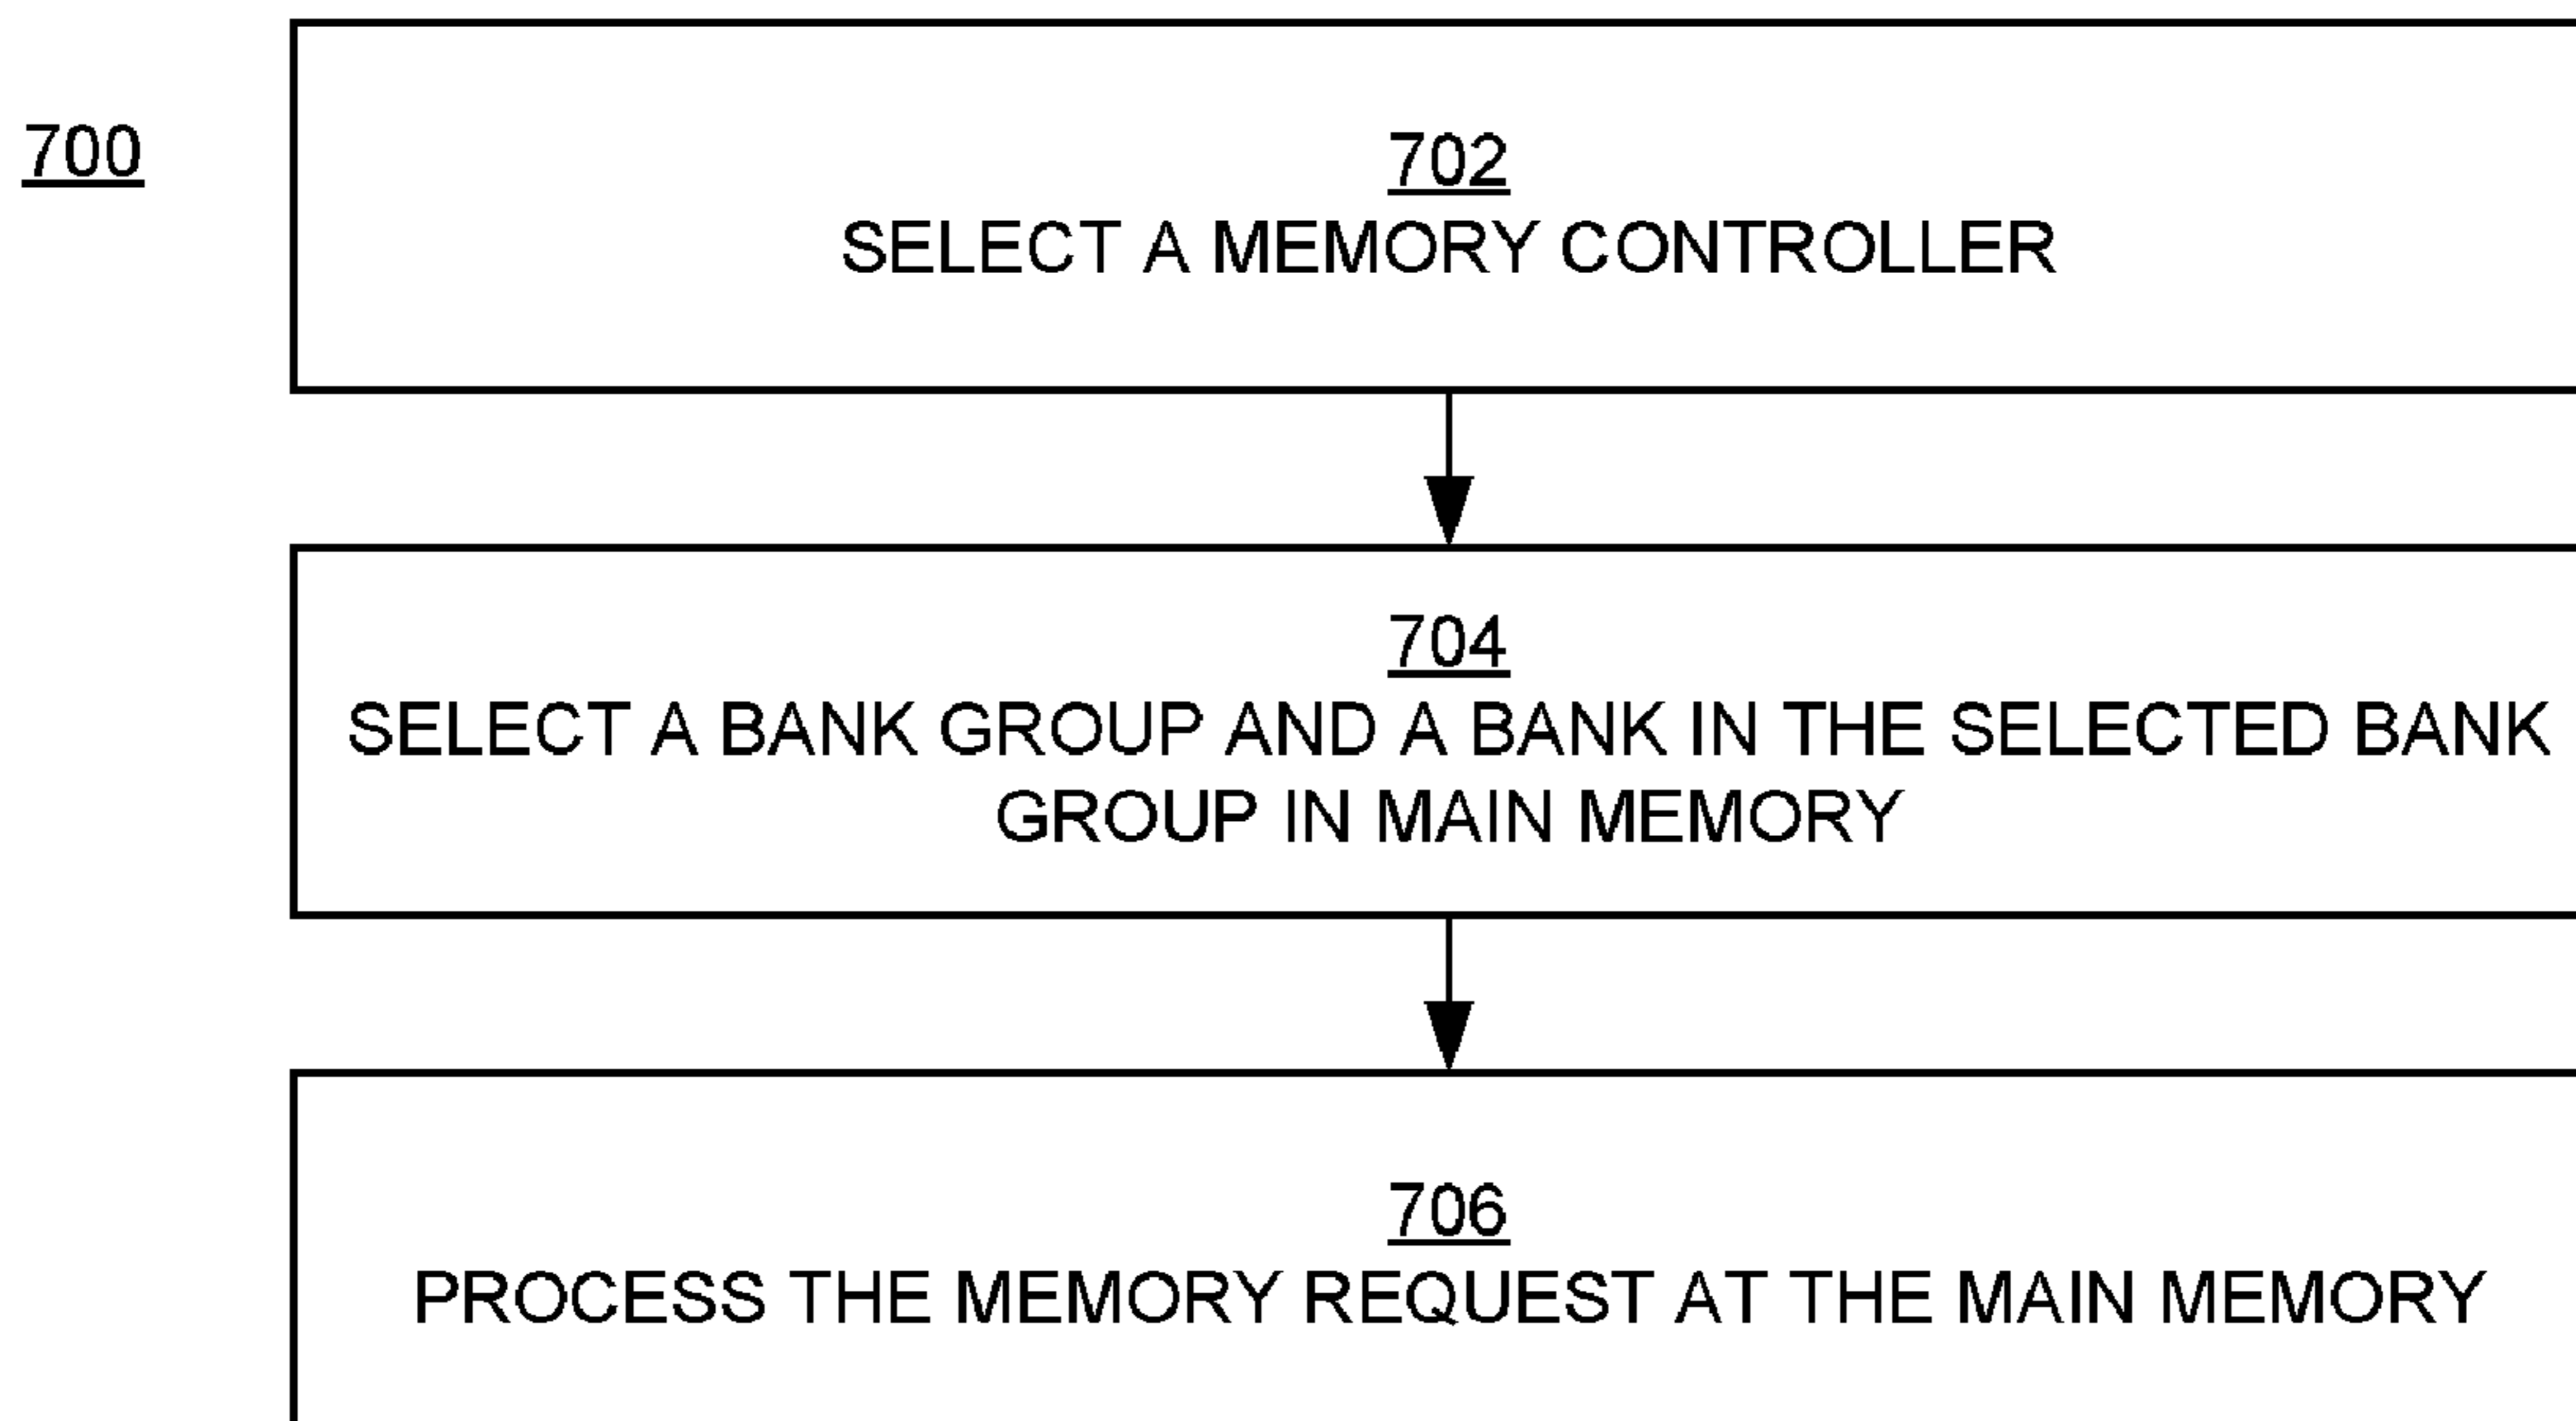 700
702
SELECT A MEMORY CONTROLLER
704
SELECT A BANK GROUP AND A BANK IN THE SELECTED BANK
GROUP IN MAIN MEMORY
706
PROCESS THE MEMORY REQUEST AT THE MAIN MEMORY